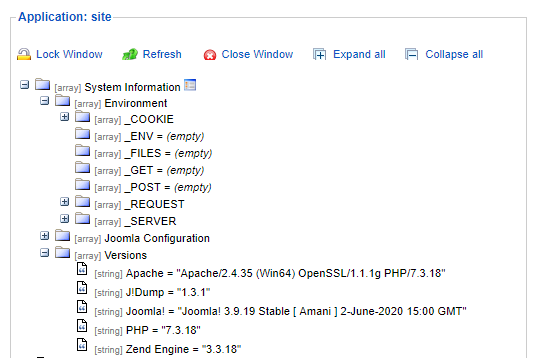 Application: site
Lock Window Refresh Close Window Expand all Collapse all
[array] System Information
[array] Environment
[array] _COOKIE
[array] _ENV = (empty)
[array] _FILES = (empty)
[array] _GET = (empty)
[array] _POST = (empty)
[array] _REQUEST
[array] _SERVER
[array] Joomla Configuration
[array] Versions
[string] Apache = "Apache/2.4.35 (Win64) OpenSSL/1.1.1g PHP/7.3.18"
[string] J!Dump = "1.3.1"
[string] Joomla! = "Joomla! 3.9.19 Stable [ Amani ] 2-June-2020 15:00 GMT"
[string] PHP = "7.3.18"
[string] Zend Engine = "3.3.18"